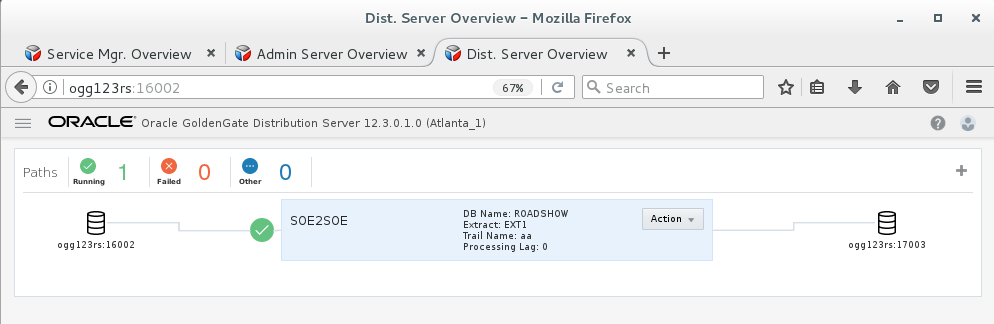 Dist. Server Overview – Mozilla Firefox
Service Mgr. Overview
Admin Server Overview
Dist. Server Overview
ogg123rs:16002
67%
Search
ORACLE® Oracle GoldenGate Distribution Server 12.3.0.1.0 (Atlanta_1)
Paths
Running
1
Failed
0
Other
0
SOE2SOE
DB Name: ROADSHOW
Extract: EXT1
Trail Name: aa
Processing Lag: 0
Action
ogg123rs:16002
ogg123rs:17003